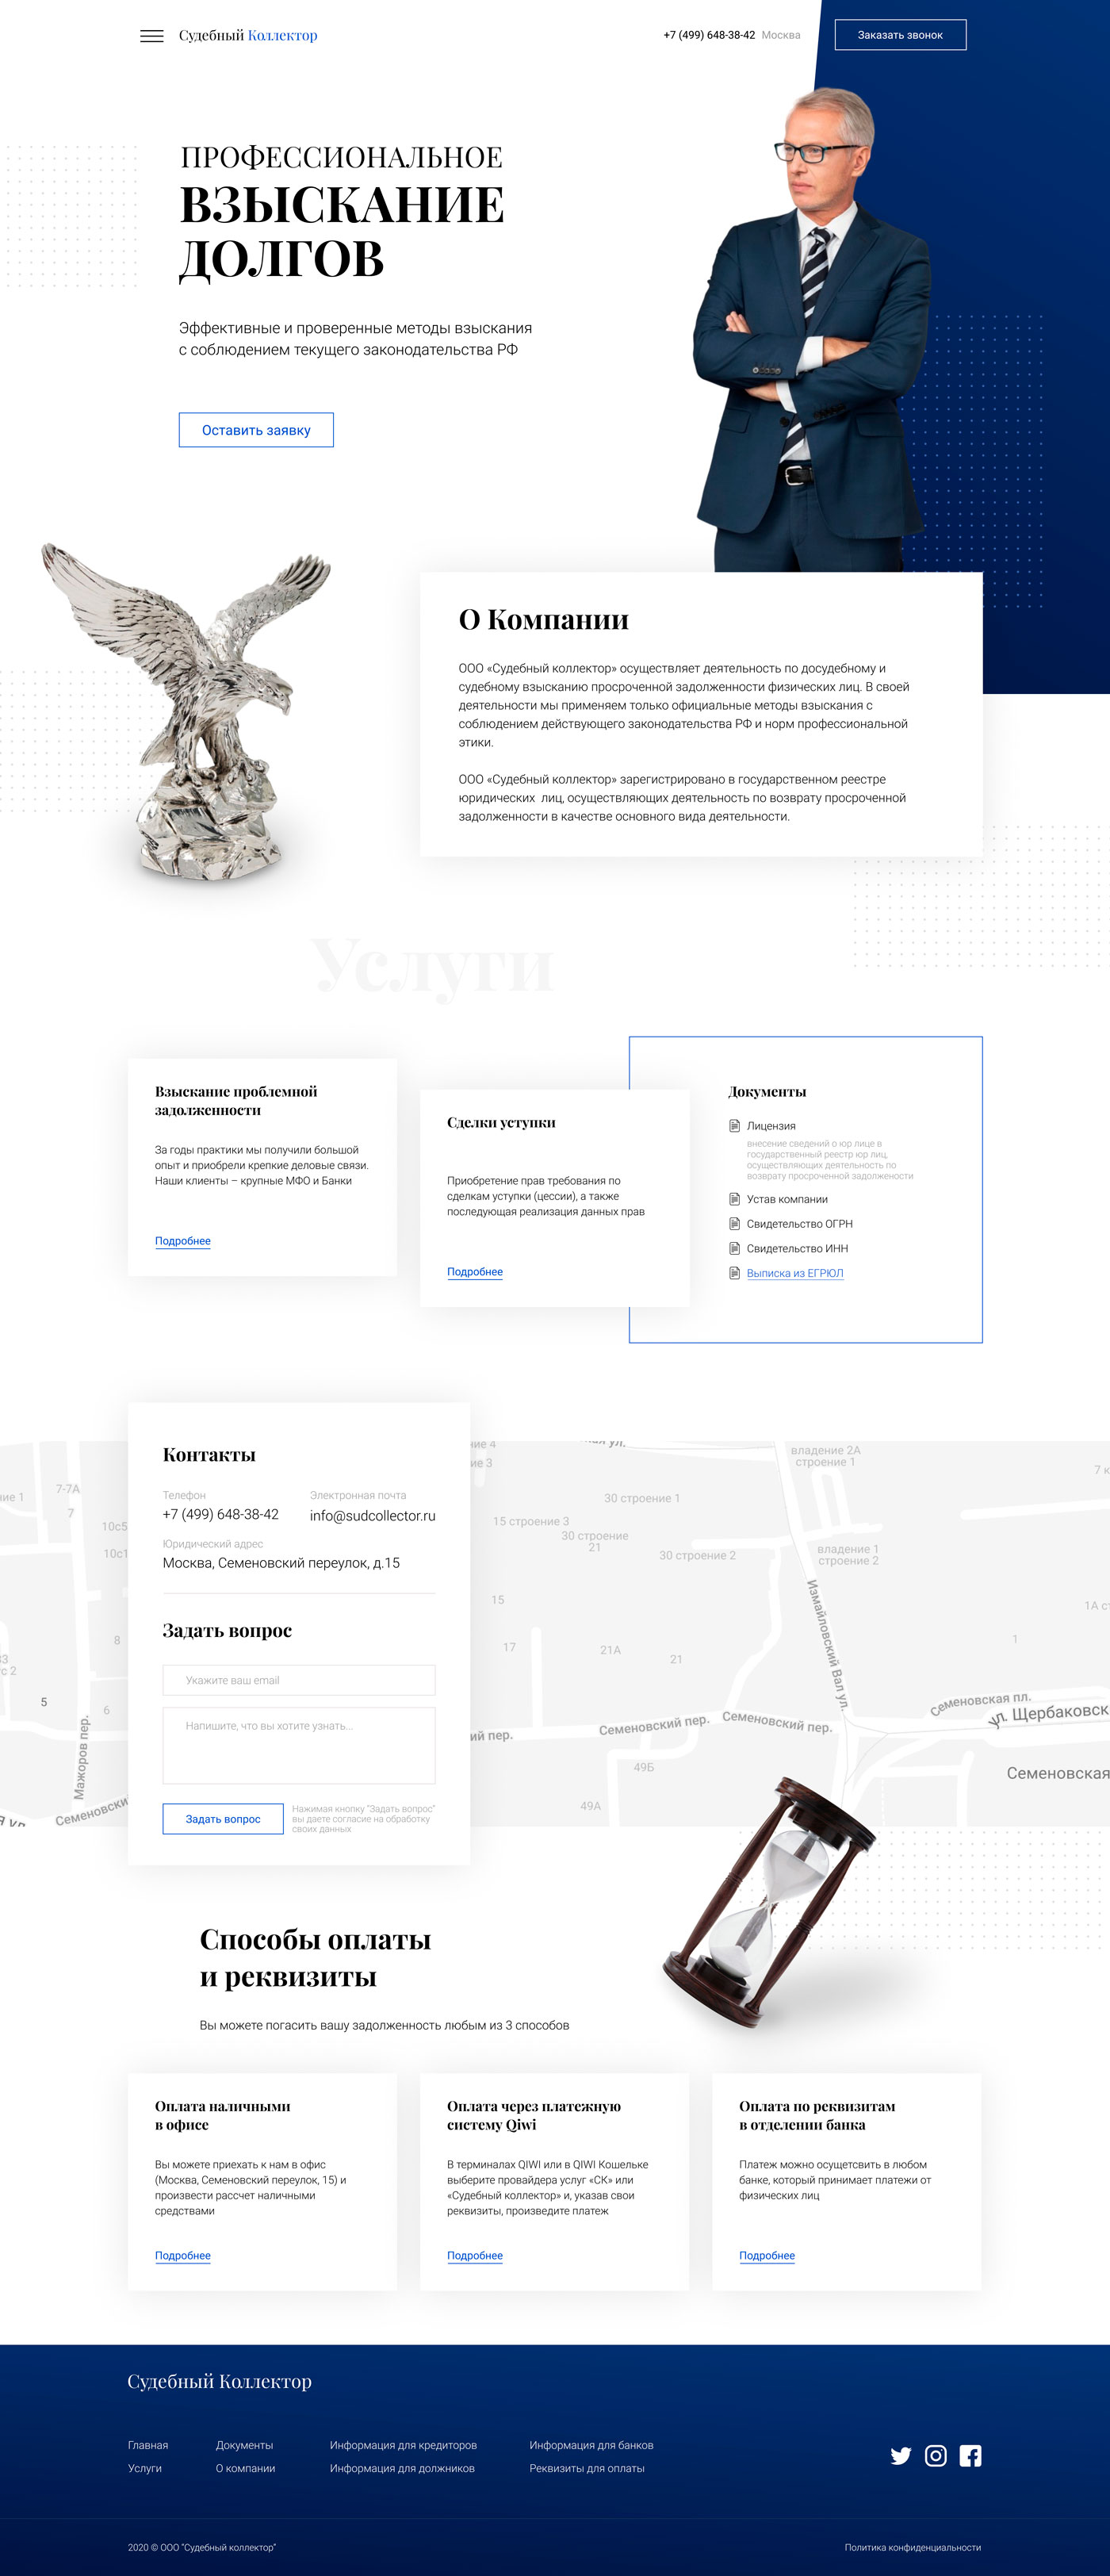 Судебный Коллектор
+7 (499) 648-38-42 Москва
Заказать звонок
ПРОФЕССИОНАЛЬНОЕ
ВЗЫСКАНИЕ
ДОЛГОВ
Эффективные и проверенные методы взыскания
с соблюдением текущего законодательства РФ
Оставить заявку
О Компании
ООО «Судебный коллектор» осуществляет деятельность по досудебному и
судебному взысканию просроченной задолженности физических лиц. В своей
деятельности мы применяем только официальные методы взыскания с
соблюдением действующего законодательства РФ и норм профессиональной
этики.
ООО «Судебный коллектор» зарегистрировано в государственном реестре
юридических лиц, осуществляющих деятельность по возврату просроченной
задолженности в качестве основного вида деятельности.
Услуги
Взыскание проблемной
задолженности
За годы практики мы получили большой
опыт и приобрели крепкие деловые связи.
Наши клиенты – крупные МФО и Банки
Подробнее
Сделки уступки
Приобретение прав требования по
сделкам уступки (цессии), а также
последующая реализация данных прав
Подробнее
Документы
Лицензия
внесение сведений о юр лице в
государственный реестр юр лиц,
осуществляющих деятельность по
возврату просроченной задолжености
Устав компании
Свидетельство ОГРН
Свидетельство ИНН
Выписка из ЕГРЮЛ
Контакты
Телефон
+7 (499) 648-38-42
Электронная почта
info@sudcollector.ru
Юридический адрес
Москва, Семеновский переулок, д.15
Задать вопрос
Укажите ваш email
Напишите, что вы хотите узнать...
Задать вопрос
Нажимая кнопку "Задать вопрос"
вы даете согласие на обработку
своих данных
7-7А
7
10с5
10с1
8
с 2
5
6
Мажоров пер.
Семеновски
ие 4
ие 3
ул.
30 строение 1
15 строение 3
30 строение
21
30 строение 2
владение 2А
строение 1
7 к
владение 1
строение 2
15
17
21А
21
1А с
1
Измайловский Вал ул.
ий пер.
Семеновский пер.
Семеновский пер.
Семеновская пл.
ул. Щербаковск
Семеновская
49Б
49А
Способы оплаты
и реквизиты
Вы можете погасить вашу задолженность любым из 3 способов
Оплата наличными
в офисе
Вы можете приехать к нам в офис
(Москва, Семеновский переулок, 15) и
произвести рассчет наличными
средствами
Подробнее
Оплата через платежную
систему Qiwi
В терминалах QIWI или в QIWI Кошельке
выберите провайдера услуг «СК» или
«Судебный коллектор» и, указав свои
реквизиты, произведите платеж
Подробнее
Оплата по реквизитам
в отделении банка
Платеж можно осущетсвить в любом
банке, который принимает платежи от
физических лиц
Подробнее
Судебный Коллектор
Главная
Документы
Информация для кредиторов
Информация для банков
Услуги
О компании
Информация для должников
Реквизиты для оплаты
2020 © ООО "Судебный коллектор"
Политика конфиденциальности